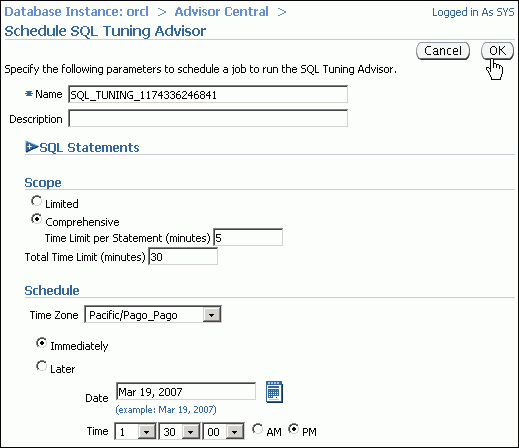 Database Instance: orcl > Advisor Central >
Logged in As SYS
Schedule SQL Tuning Advisor
Cancel OK
Specify the following parameters to schedule a job to run the SQL Tuning Advisor.
* Name SQL_TUNING_1174336246841
Description
SQL Statements
Scope
Limited
Comprehensive
Time Limit per Statement (minutes) 5
Total Time Limit (minutes) 30
Schedule
Time Zone Pacific/Pago_Pago
Immediately
Later
Date Mar 19, 2007
(example: Mar 19, 2007)
Time 1 30 00 AM PM